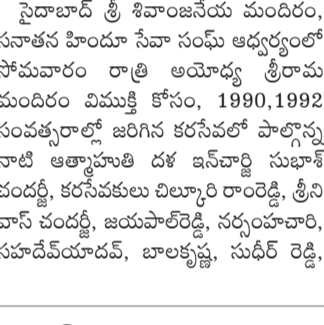 సైదాబాద్ శ్రీ శివాంజనేయ మందిరం,
సనాతన హిందూ సేవా సంఘ్ ఆధ్వర్యంలో
సోమవారం రాత్రి అయోధ్య శ్రీరామ
మందిరం విముక్తి కోసం, 1990,1992
సంవత్సరాల్లో జరిగిన కరసేవలో పాల్గొన్న
నాటి ఆత్మాహుతి దళ ఇన్‌చార్జి సుభాశ్
చందర్జీ, కరసేవకులు చిల్కూరి రాంరెడ్డి, శ్రీని
వాస్ చందర్జీ, జయపాల్‌రెడ్డి, నర్సంహచారి,
సహదేవ్‌యాదవ్, బాలకృష్ణ, సుధీర్ రెడ్డి,